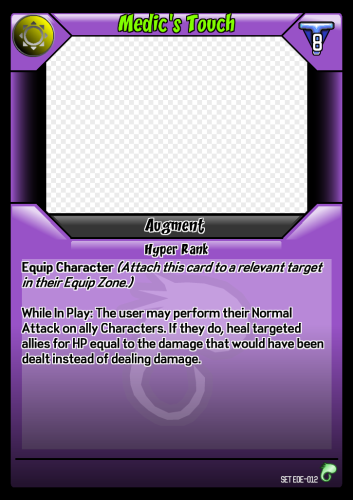 Medic's Touch
8
Augment
Hyper Rank
Equip Character (Attach this card to a relevant target
in their Equip Zone.)
While In Play: The user may perform their Normal
Attack on ally Characters. If they do, heal targeted
allies for HP equal to the damage that would have been
dealt instead of dealing damage.
SET EDE-012